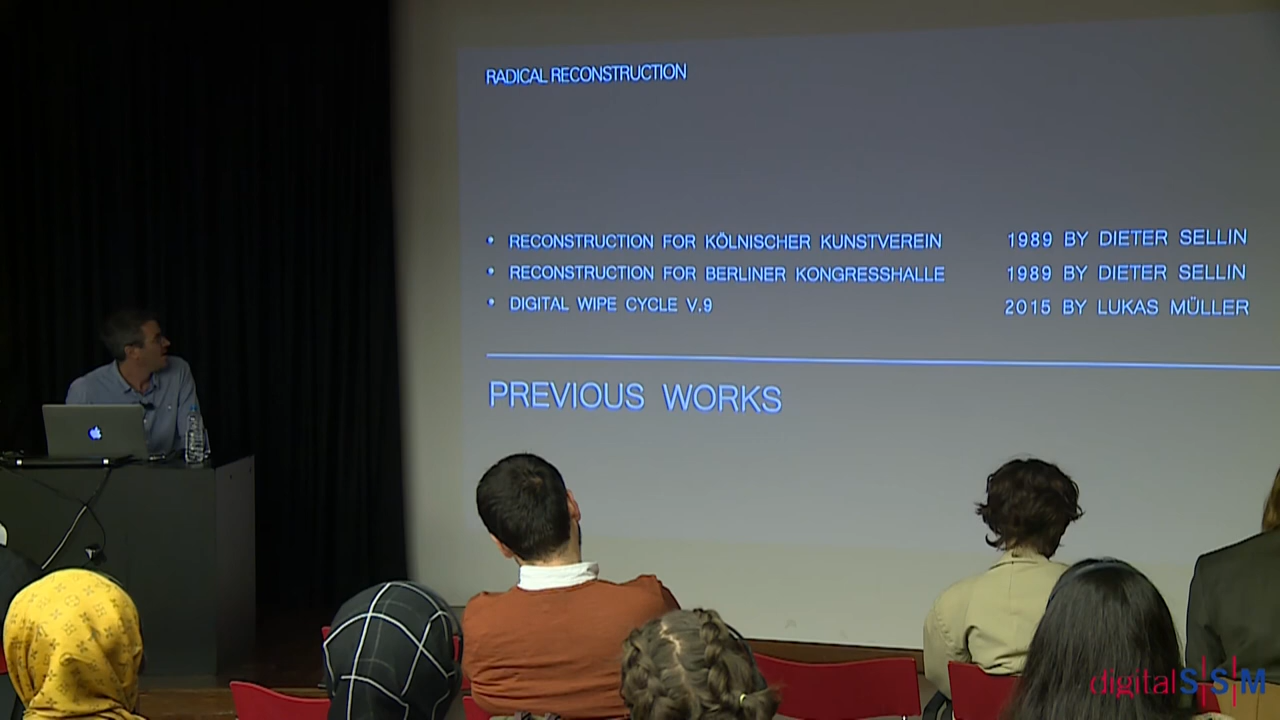 RADICAL RECONSTRUCTION
• RECONSTRUCTION FOR KÖLNISCHER KUNSTVEREIN 1989 BY DIETER SELLIN
• RECONSTRUCTION FOR BERLINER KONGRESSHALLE 1989 BY DIETER SELLIN
• DIGITAL WIPE CYCLE V.9 2015 BY LUKAS MÜLLER
PREVIOUS WORKS
digitalSSM